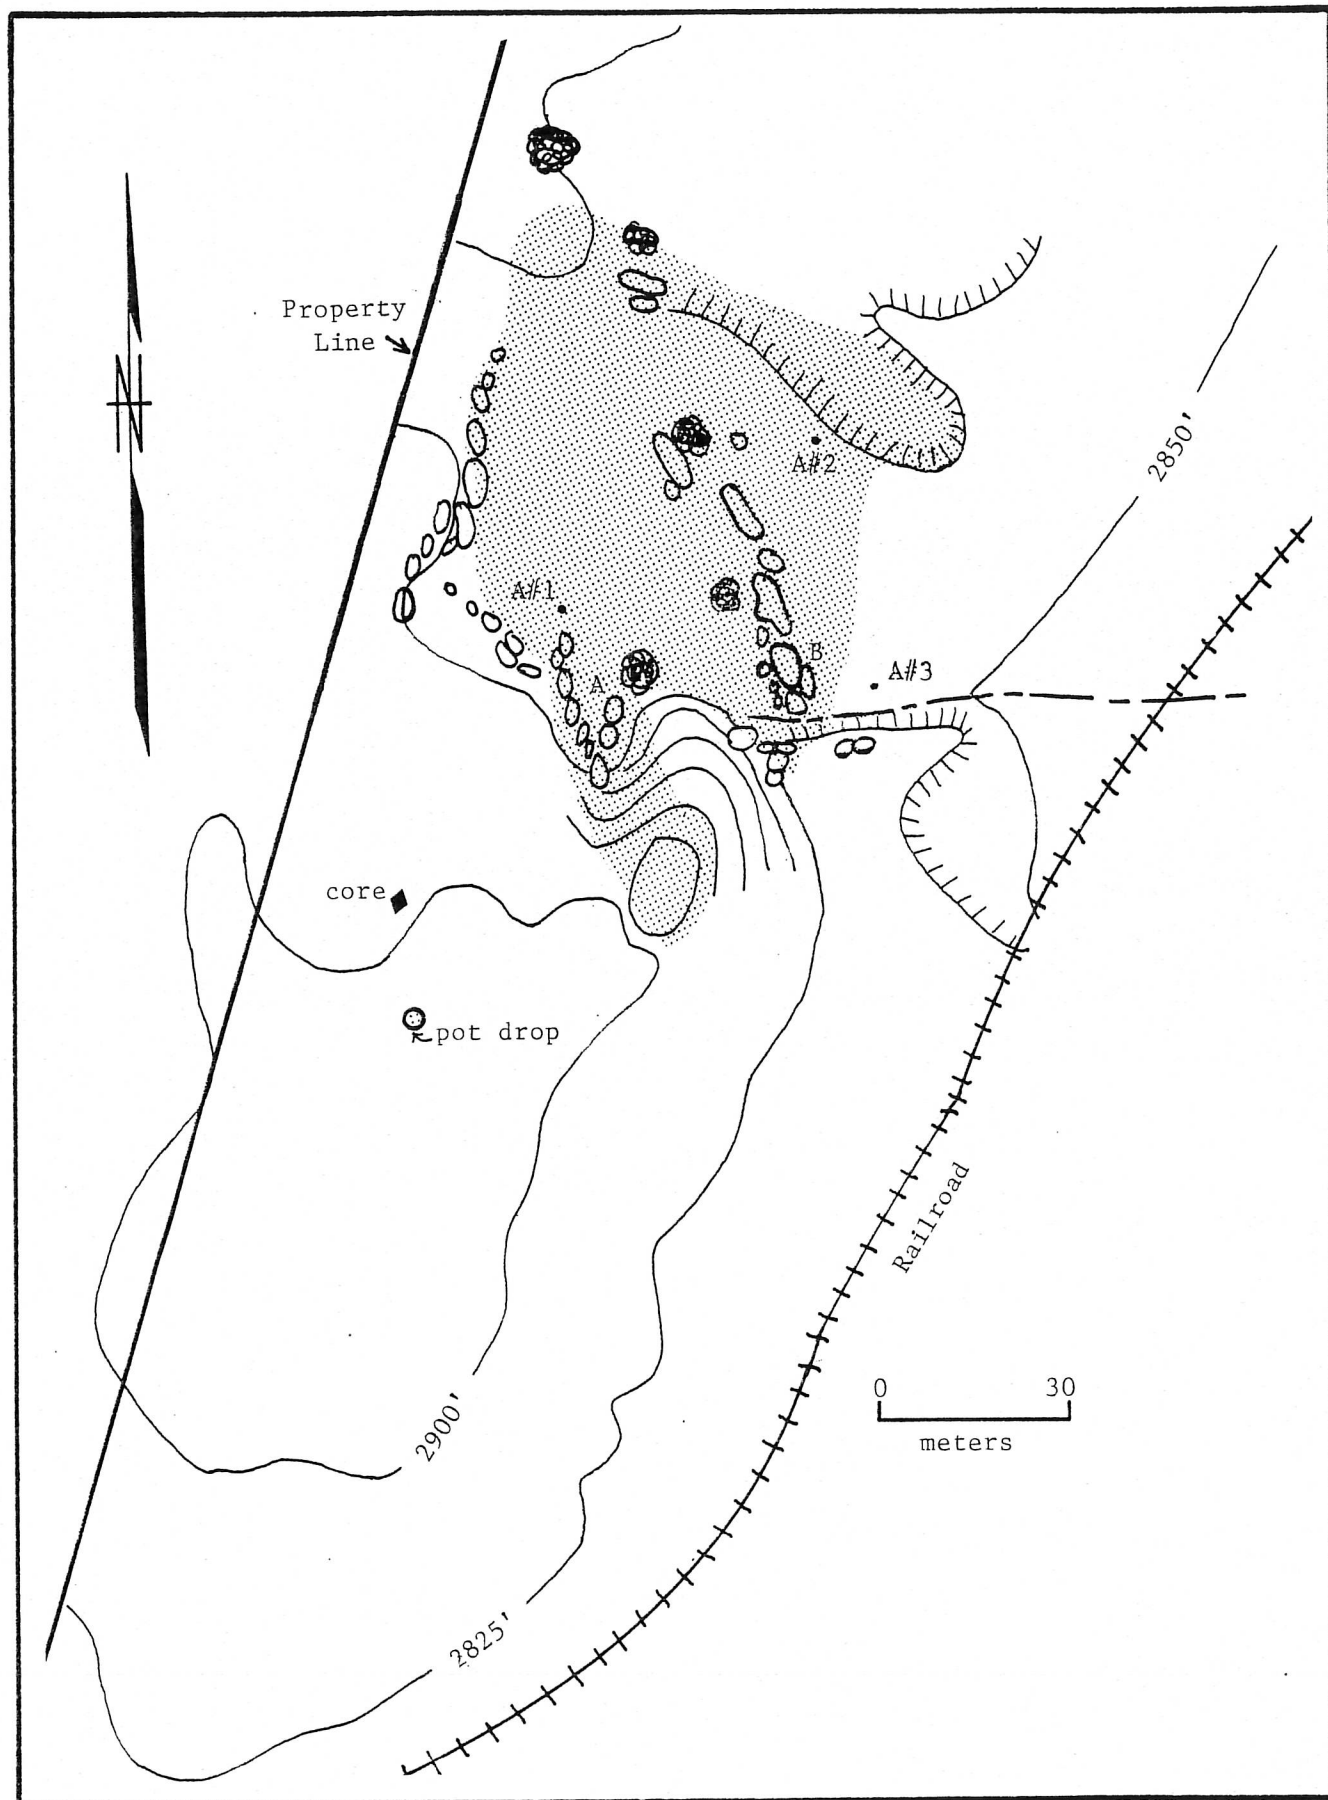 Property
Line
N
2850'
A#2
A#1
B
A
A#3
core
pot drop
Railroad
0 30
meters
2900'
2825'